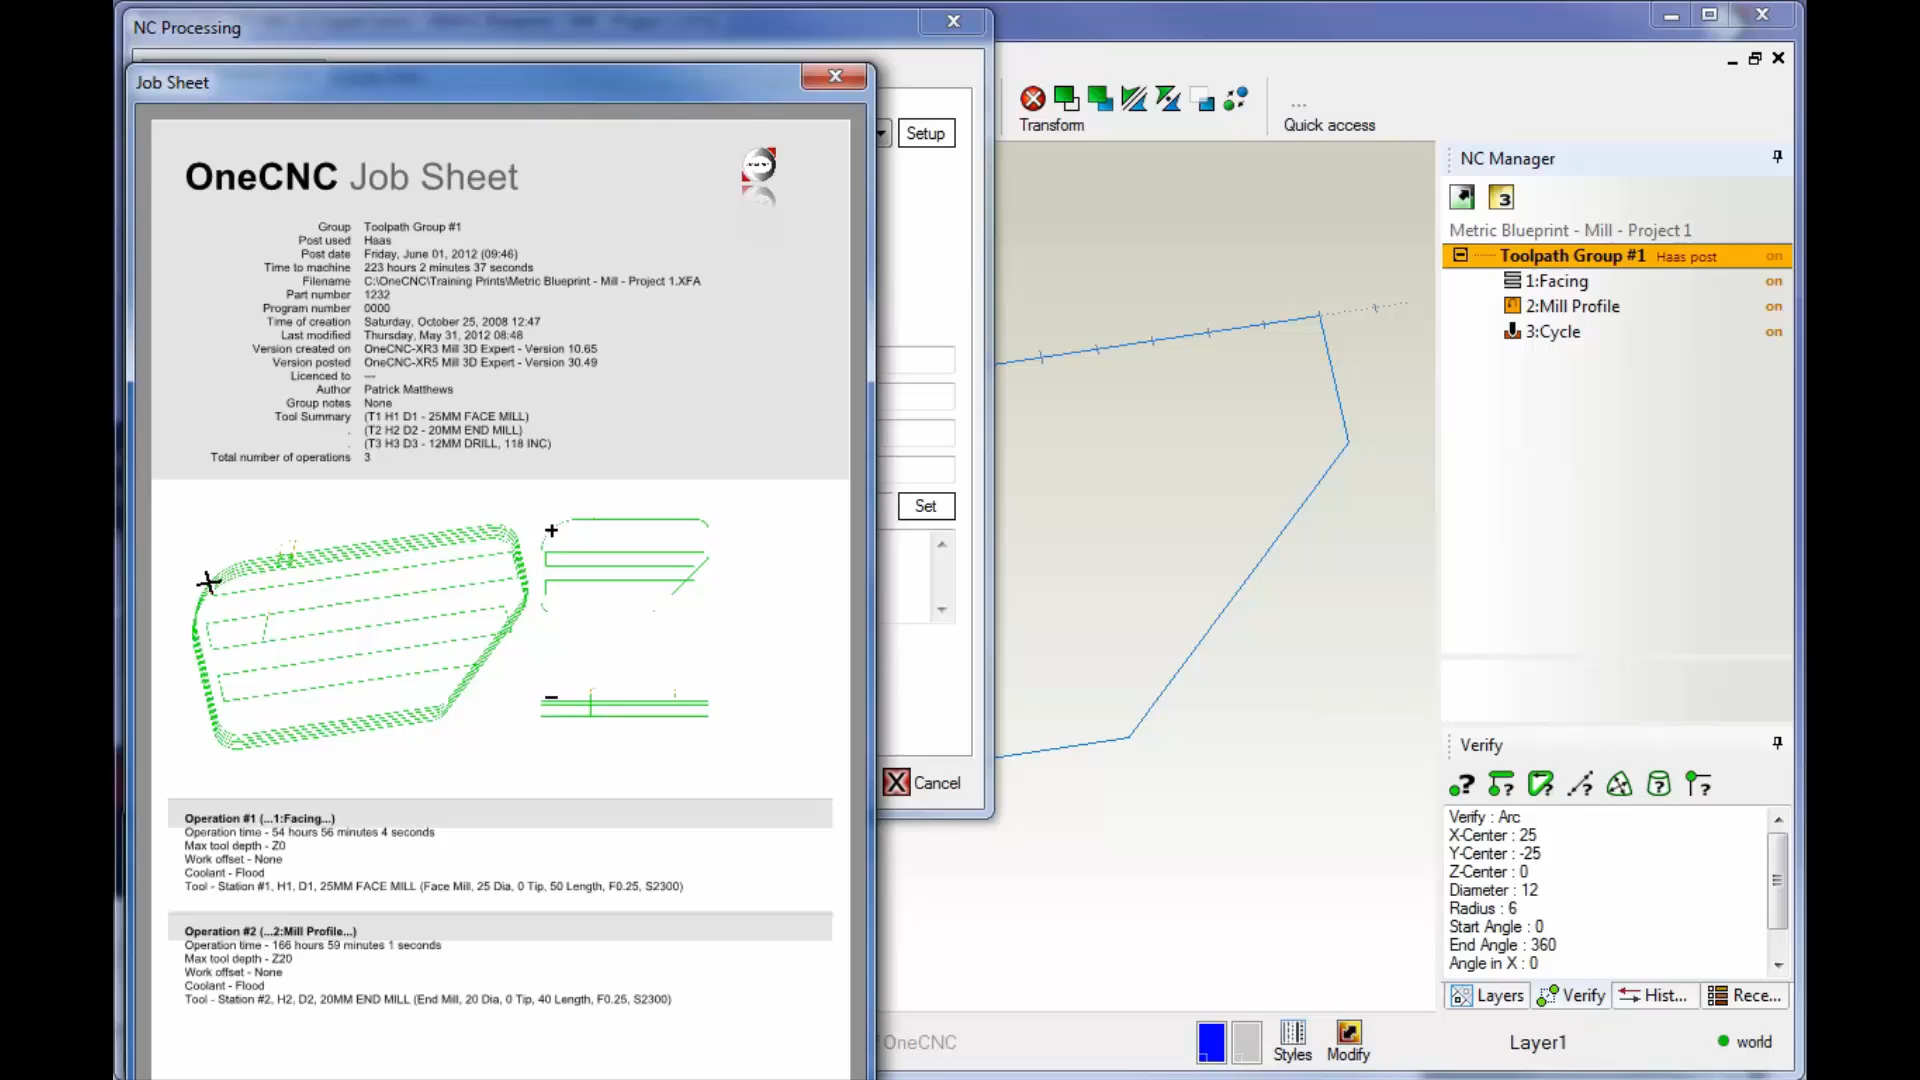 NC Processing
Job Sheet
OneCNC Job Sheet
Group Toolpath Group #1
Post used Haas
Post date Friday, June 01, 2012 (09:46)
Time to machine 223 hours 2 minutes 37 seconds
Filename C:\OneCNC\Training Prints\Metric Blueprint - Mill - Project 1.XFA
Part number 1232
Program number 0000
Time of creation Saturday, October 25, 2008 12:47
Last modified Thursday, May 31, 2012 08:48
Version created on OneCNC-XR3 Mill 3D Expert - Version 10.65
Version posted OneCNC-XR5 Mill 3D Expert - Version 30.49
Licenced to ---
Author Patrick Matthews
Group notes None
Tool Summary (T1 H1 D1 - 25MM FACE MILL)
. (T2 H2 D2 - 20MM END MILL)
. (T3 H3 D3 - 12MM DRILL, 118 INC)
Total number of operations 3
Operation #1 (...1:Facing...)
Operation time - 54 hours 56 minutes 4 seconds
Max tool depth - Z0
Work offset - None
Coolant - Flood
Tool - Station #1, H1, D1, 25MM FACE MILL (Face Mill, 25 Dia, 0 Tip, 50 Length, F0.25, S2300)
Operation #2 (...2:Mill Profile...)
Operation time - 166 hours 59 minutes 1 seconds
Max tool depth - Z20
Work offset - None
Coolant - Flood
Tool - Station #2, H2, D2, 20MM END MILL (End Mill, 20 Dia, 0 Tip, 40 Length, F0.25, S2300)
Setup
Set
Cancel
Transform
...
Quick access
NC Manager
3
Metric Blueprint - Mill - Project 1
Toolpath Group #1 Haas post on
1:Facing on
2:Mill Profile on
3:Cycle on
Verify
Verify : Arc
X-Center : 25
Y-Center : -25
Z-Center : 0
Diameter : 12
Radius : 6
Start Angle : 0
End Angle : 360
Angle in X : 0
Layers Verify Hist... Rece...
OneCNC
Styles
Modify
Layer1
world